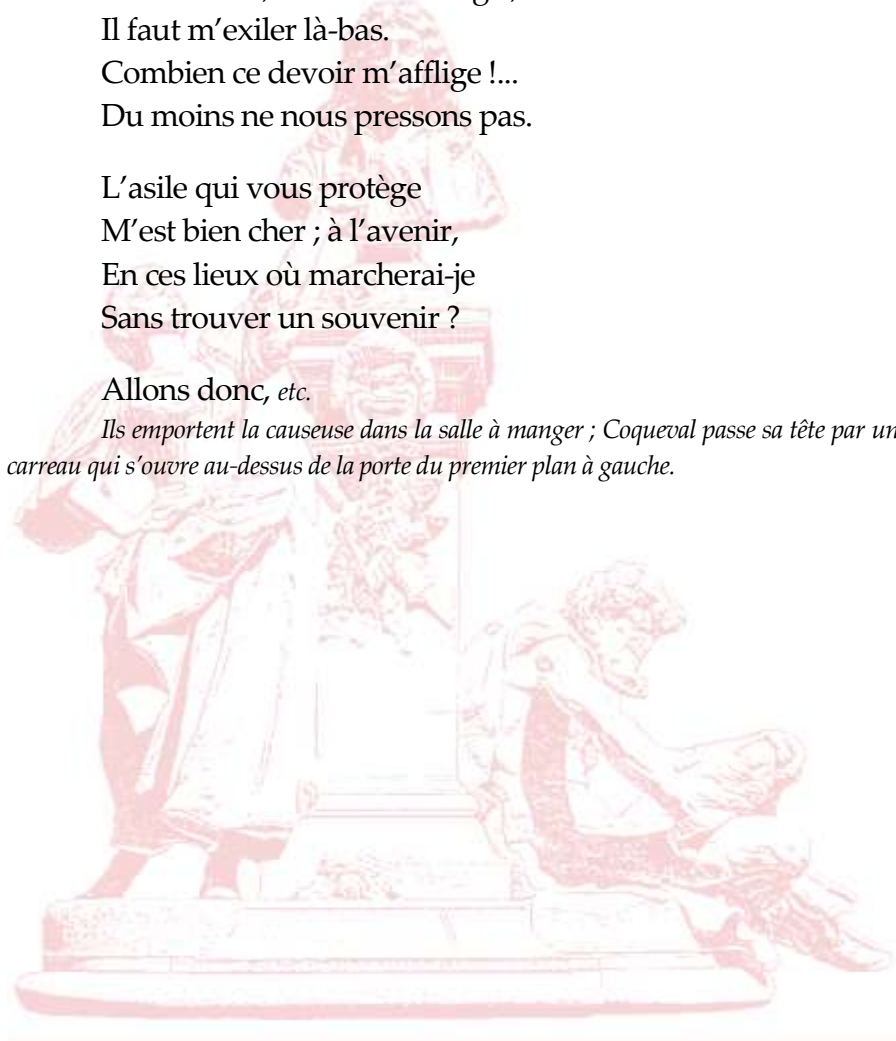 Il faut m’exiler là-bas.
Combien ce devoir m’afflige !...
Du moins ne nous pressons pas.
L’asile qui vous protège
M’est bien cher ; à l’avenir,
En ces lieux où marcherai-je
Sans trouver un souvenir ?
Allons donc, etc.
Ils emportent la causeuse dans la salle à manger ; Coqueval passe sa tête par un
carreau qui s’ouvre au-dessus de la porte du premier plan à gauche.